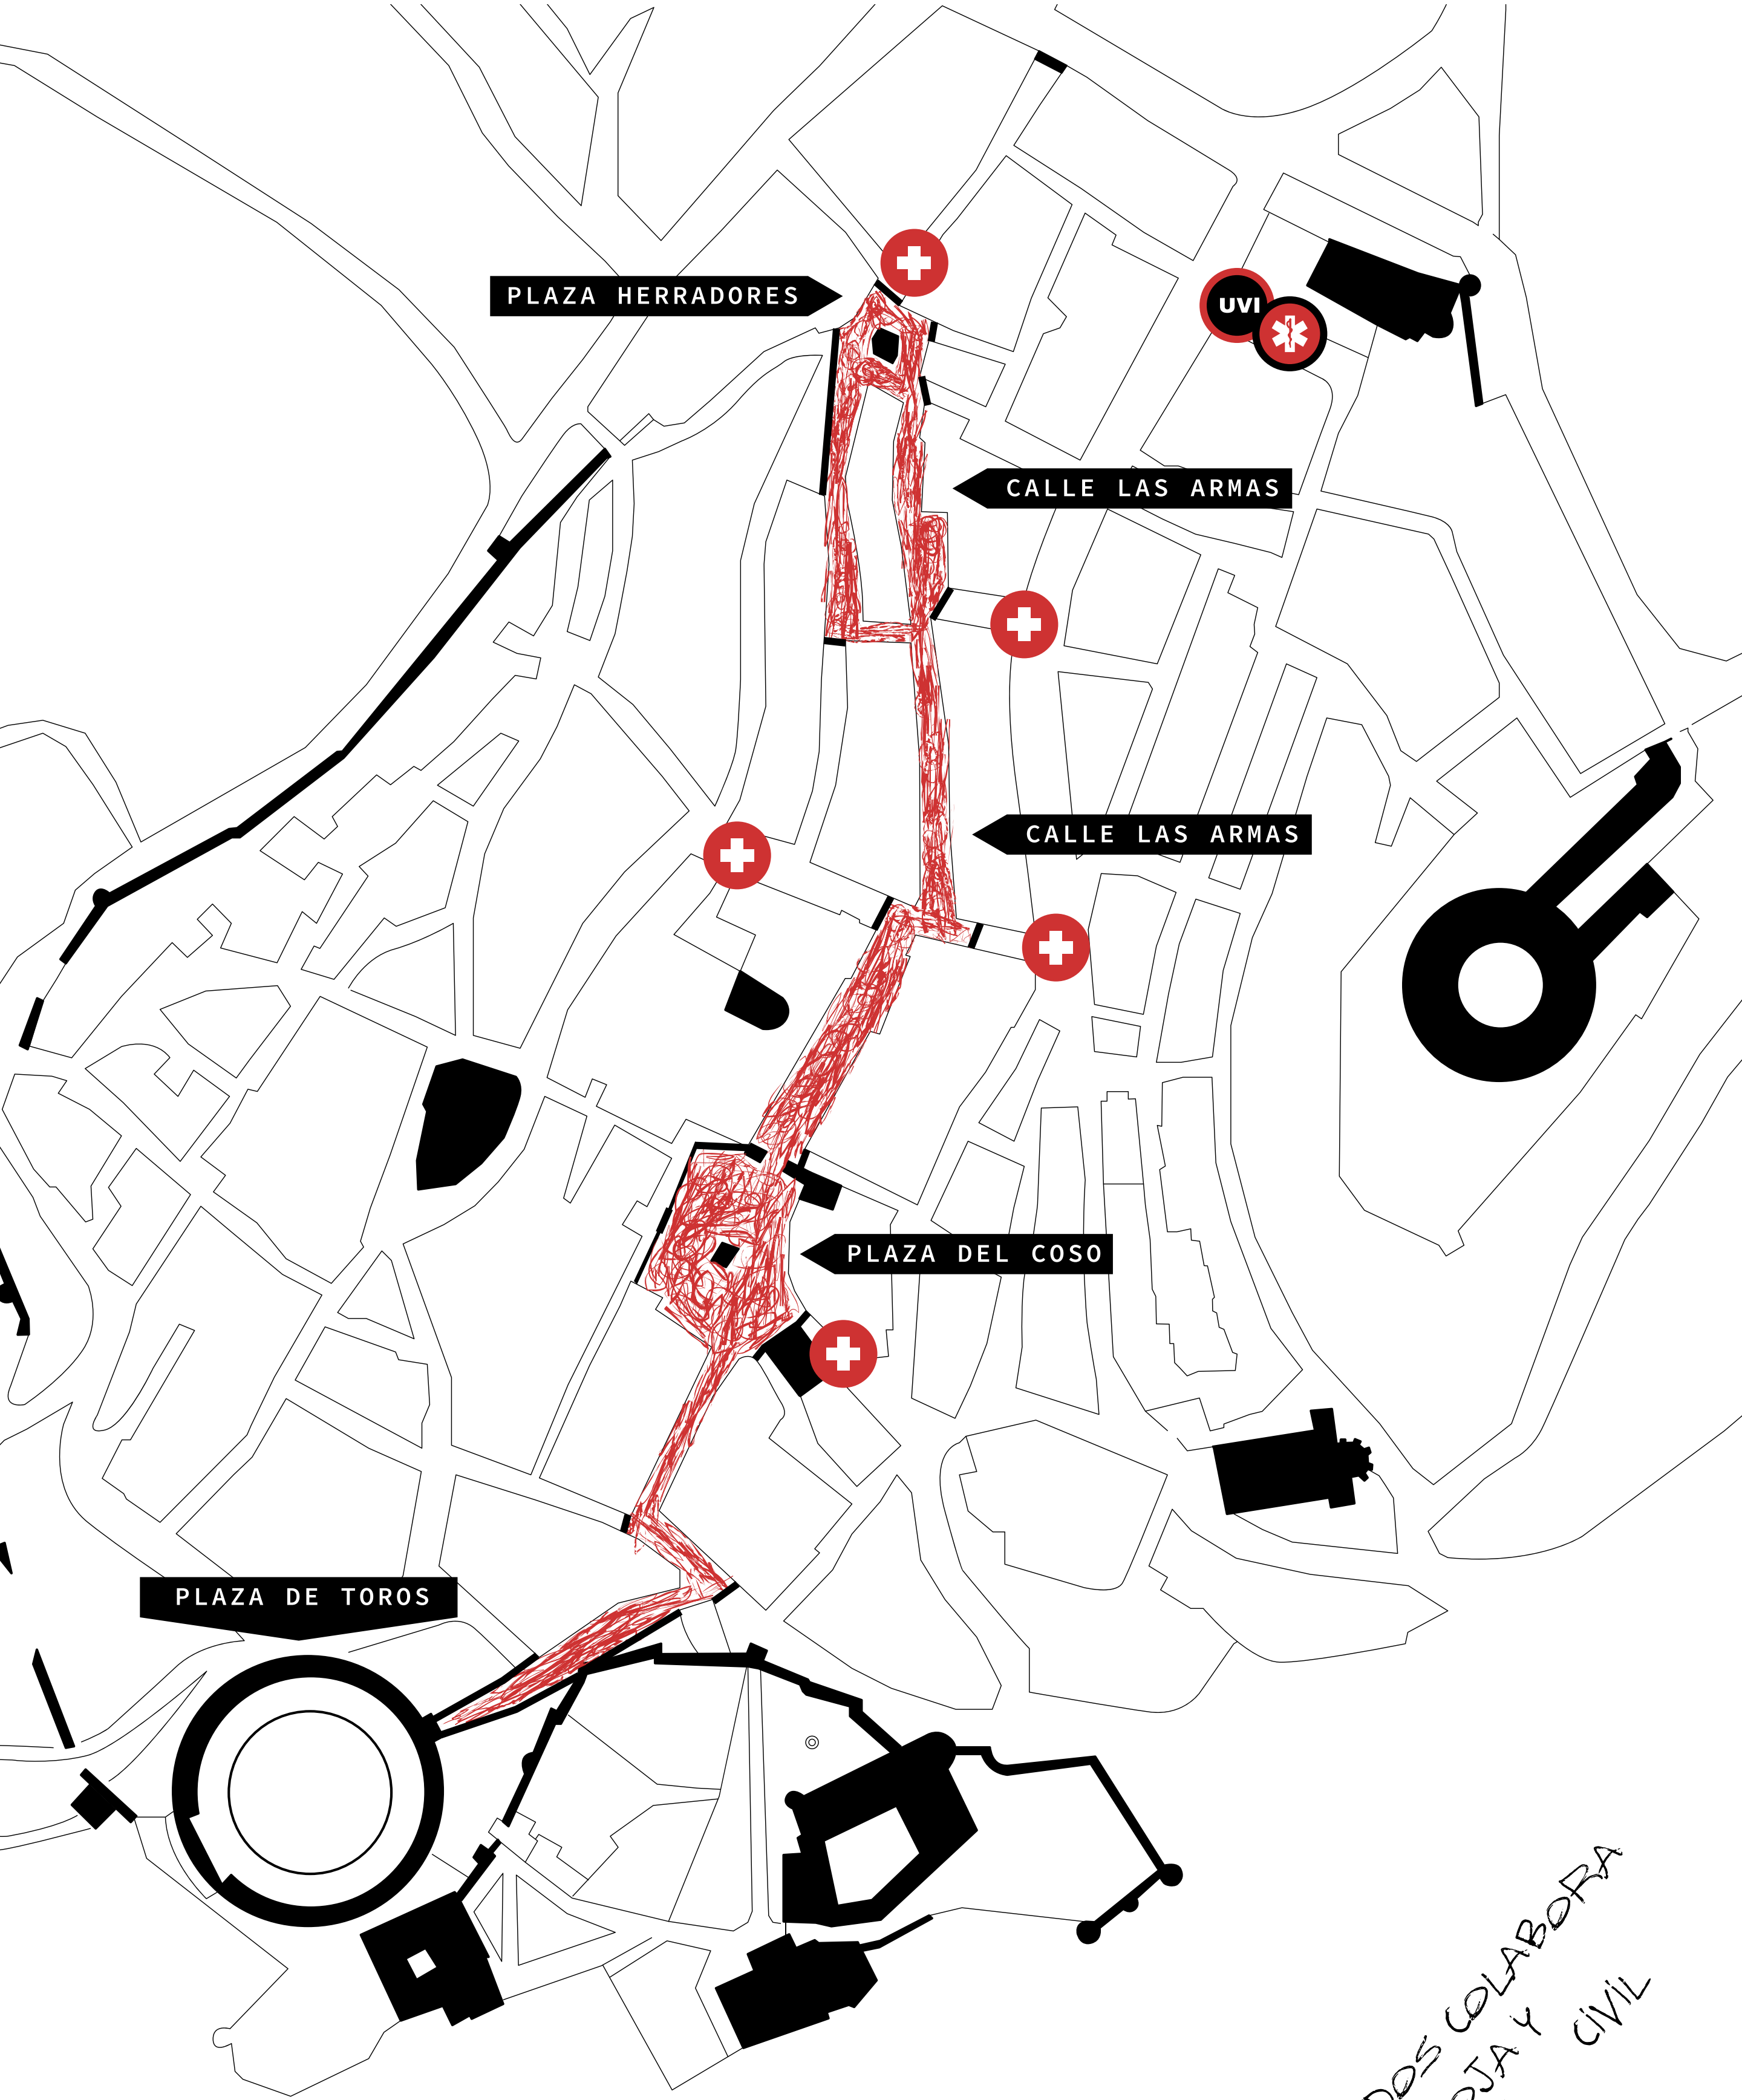 PLAZA HERRADORES
UVI
CALLE LAS ARMAS
CALLE LAS ARMAS
PLAZA DEL COSO
PLAZA DE TOROS
COLABORA
Y
CIVIL